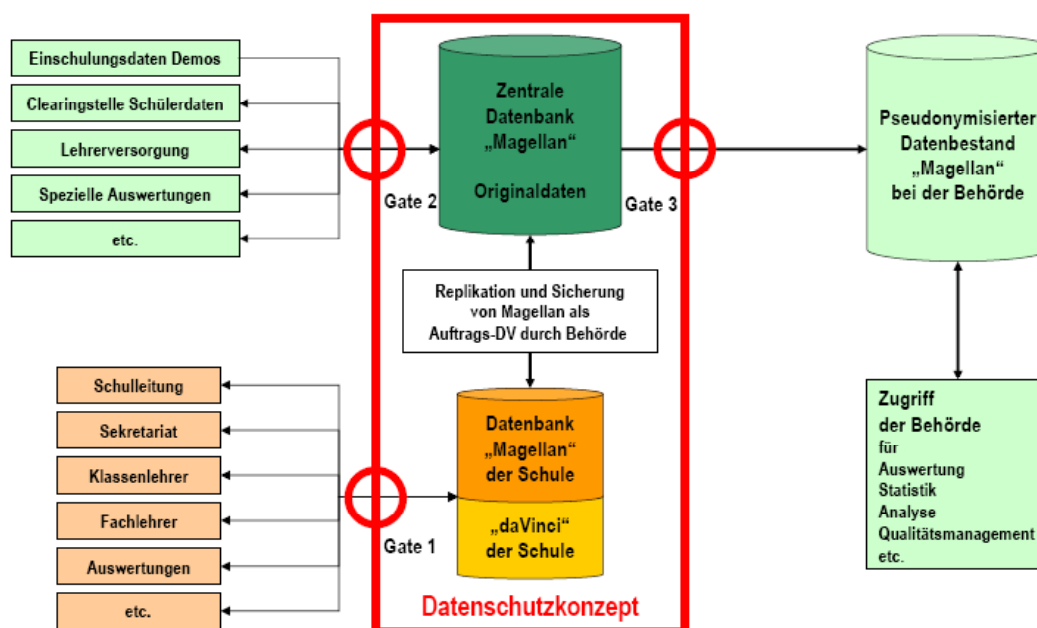 Einschulungsdaten Demos
Clearingstelle Schülerdaten
Lehrerversorgung
Spezielle Auswertungen
etc.
Gate 2
Zentrale
Datenbank
„Magellan“
Originaldaten
Gate 3
Pseudonymisierter
Datenbestand
„Magellan“
bei der Behörde
Replikation und Sicherung
von Magellan als
Auftrags-DV durch Behörde
Schulleitung
Sekretariat
Klassenlehrer
Fachlehrer
Auswertungen
etc.
Gate 1
Datenbank
„Magellan“
der Schule
„daVinci“
der Schule
Datenschutzkonzept
Zugriff
der Behörde
für
Auswertung
Statistik
Analyse
Qualitätsmanagement
etc.